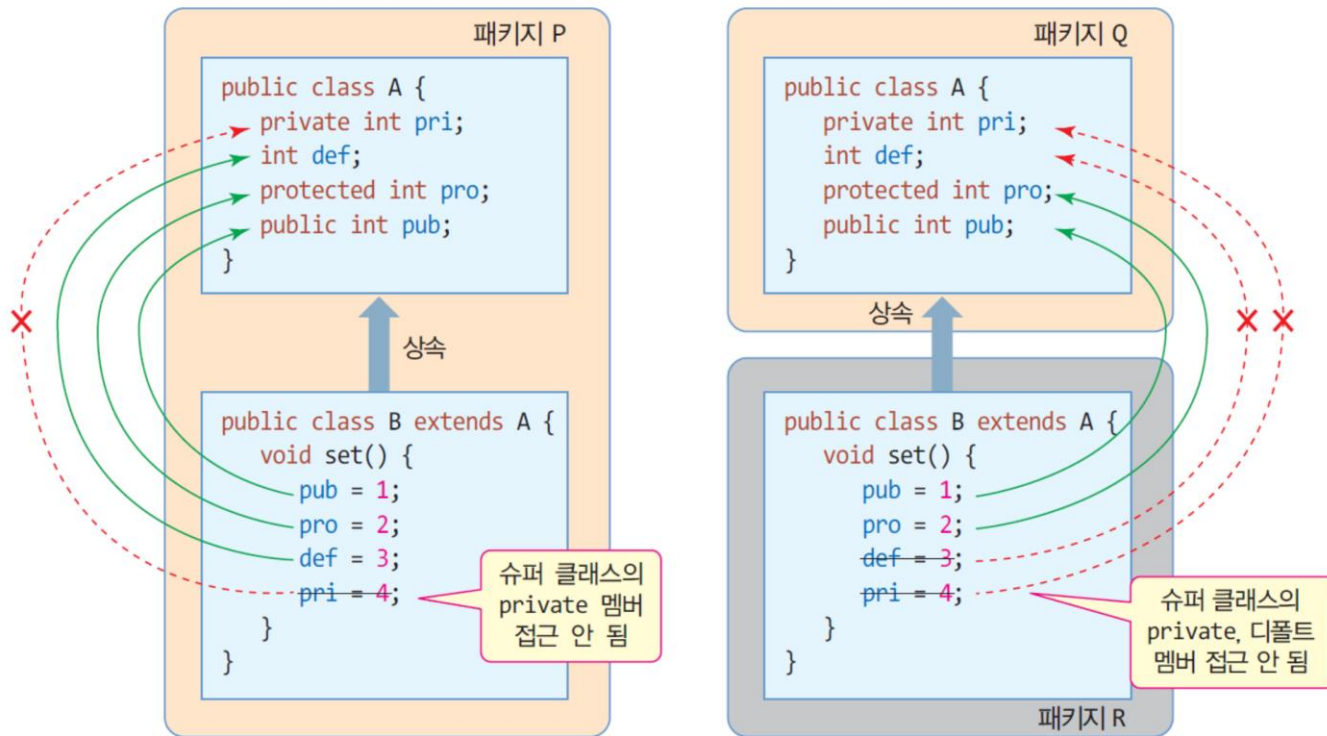 패키지 P
public class A {
private int pri;
int def;
protected int pro;
public int pub;
}
상속
public class B extends A {
void set() {
pub = 1;
pro = 2;
def = 3;
pri = 4;
}
}
슈퍼 클래스의
private 멤버
접근 안 됨
패키지 Q
public class A {
private int pri;
int def;
protected int pro;
public int pub;
}
상속
public class B extends A {
void set() {
pub = 1;
pro = 2;
def = 3;
pri = 4;
}
}
슈퍼 클래스의
private, 디폴트
멤버 접근 안 됨
패키지 R